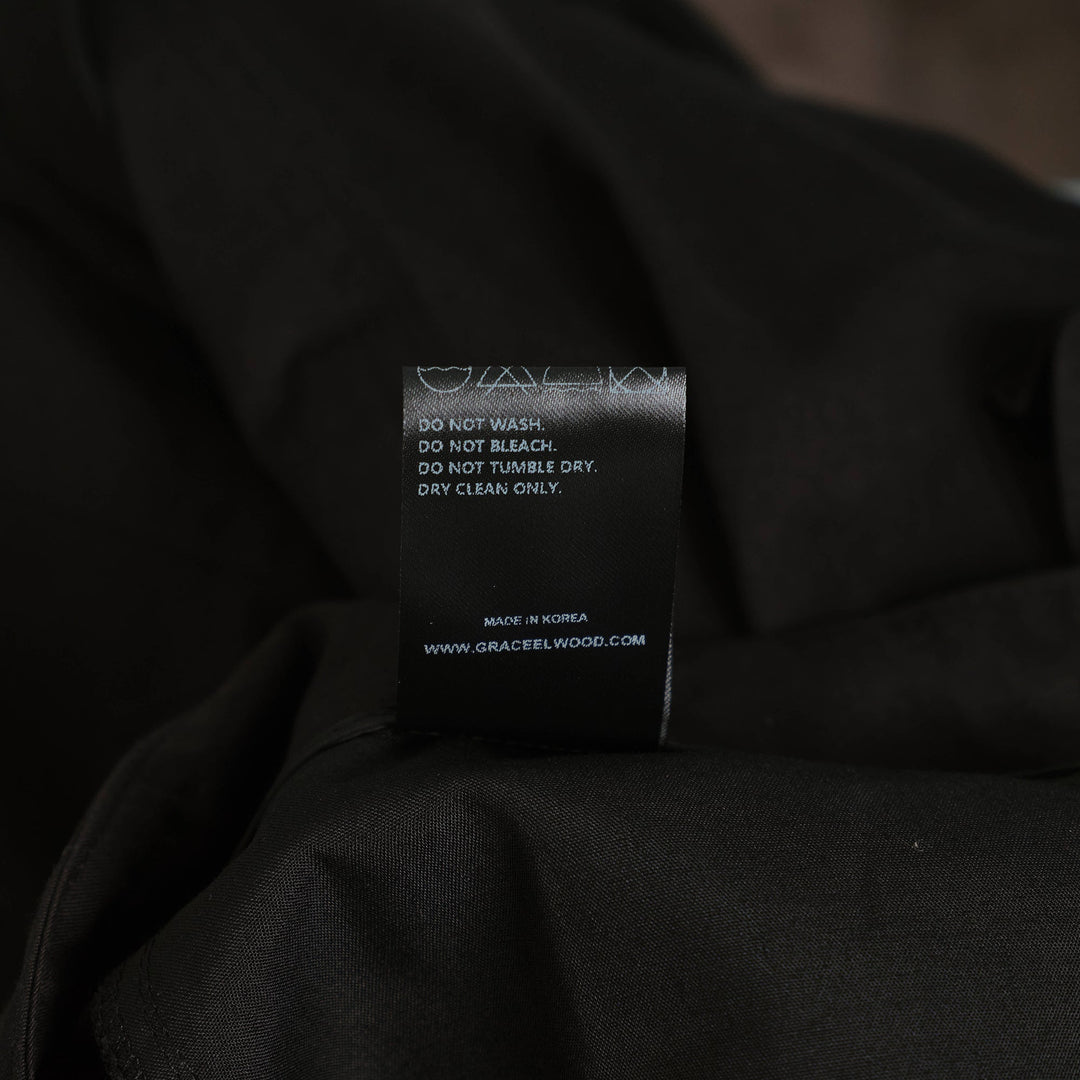 DO NOT WASH.
DO NOT BLEACH.
DO NOT TUMBLE DRY.
DRY CLEAN ONLY.
MADE IN KOREA
WWW.GRACEELWOOD.COM